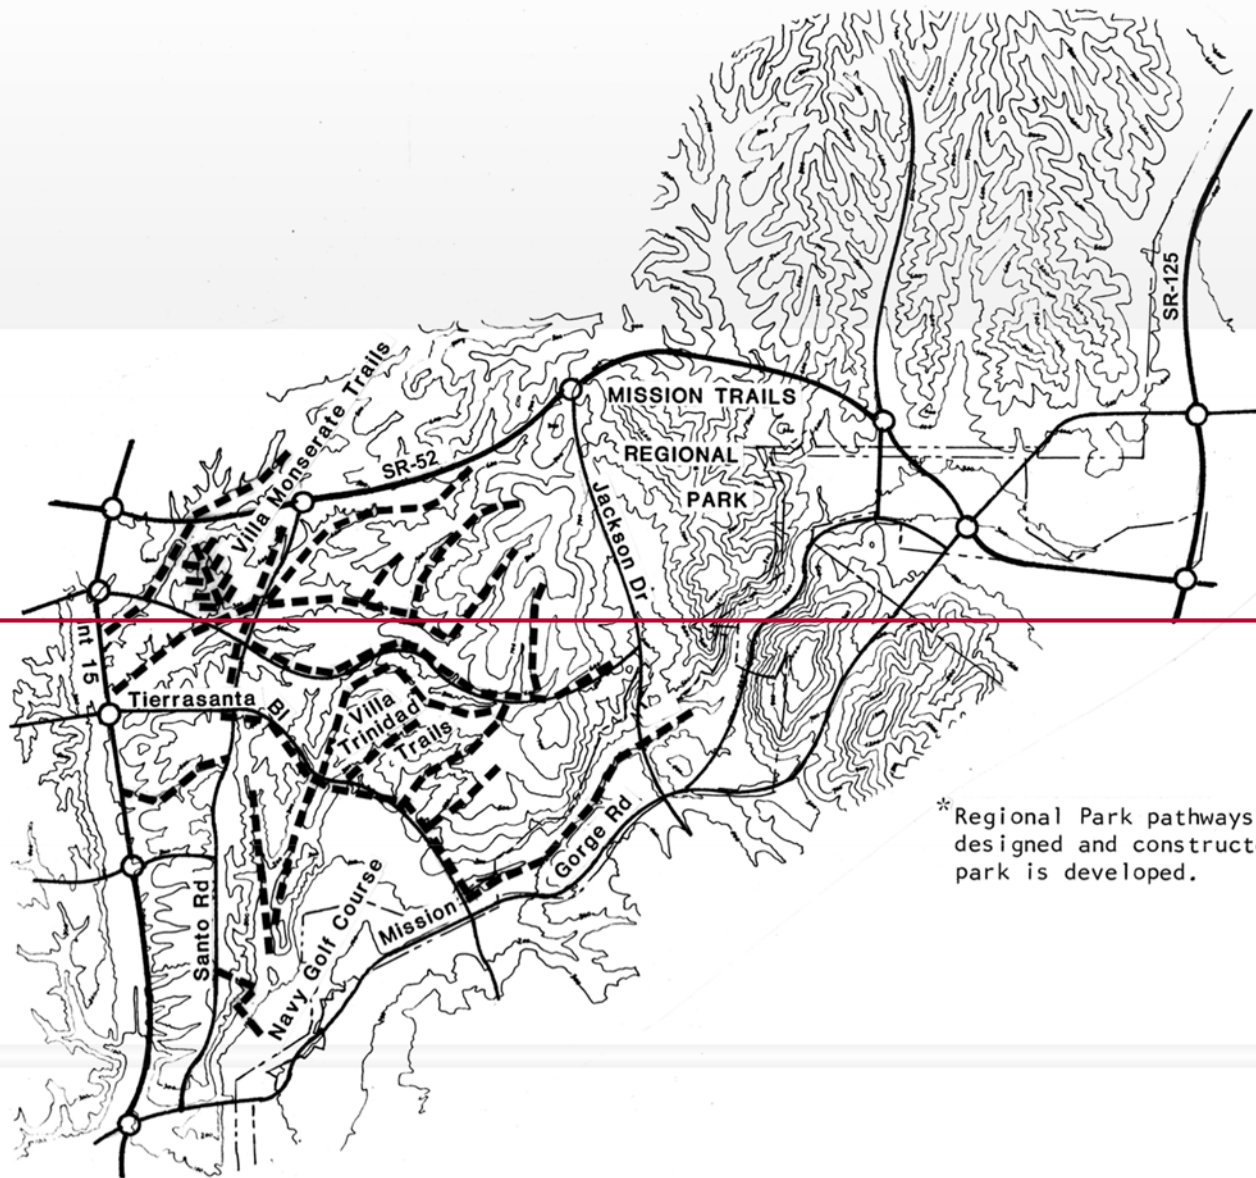 SR-125
Villa Monserate Trails
MISSION TRAILS
REGIONAL
PARK
SR-52
Jackson Dr
Int 15
Tierrasanta Bl
Villa
Trinidad
Trails
*Regional Park pathways
designed and construct
park is developed.
Gorge Rd
Mission
Santo Rd
Navy Golf Course